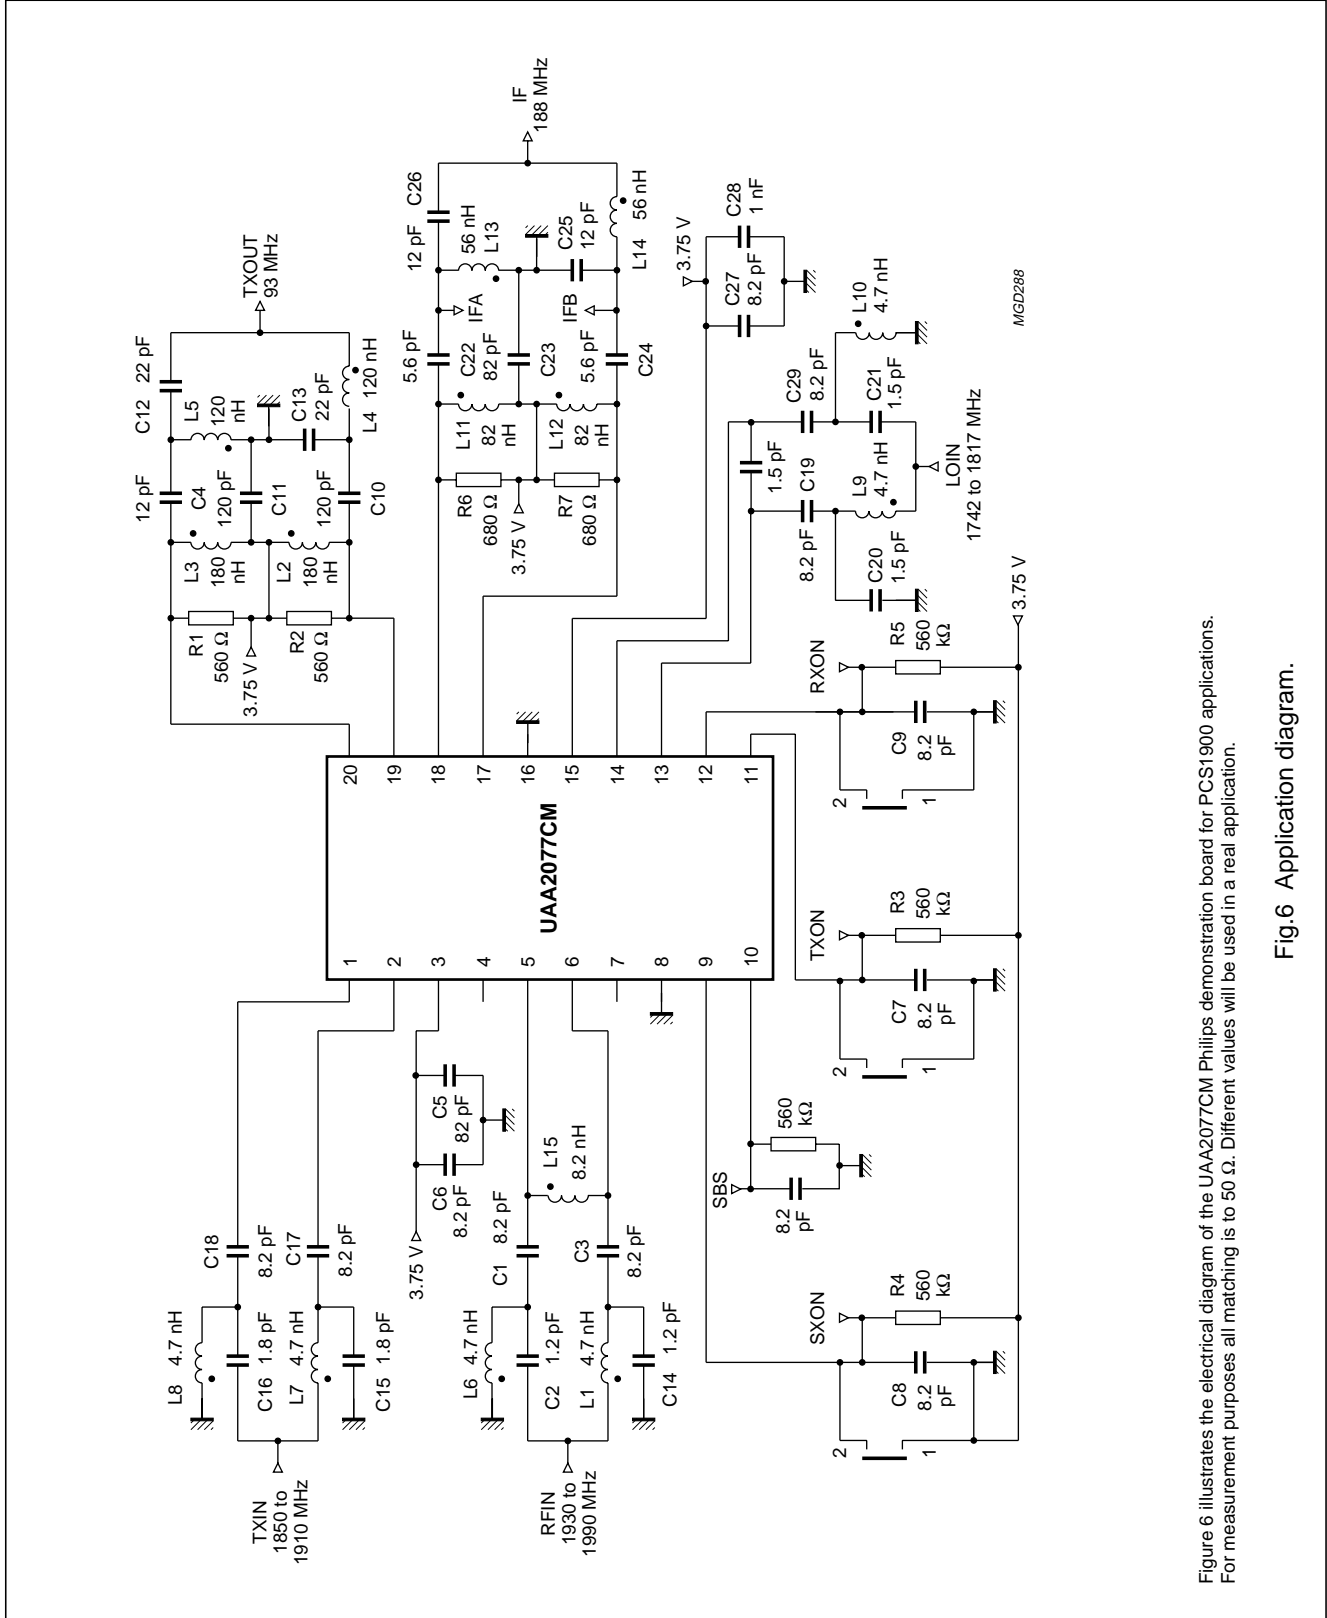 TXIN
1850 to
1910 MHz
L8 4.7 nH
C16 1.8 pF
L7 4.7 nH
C15 1.8 pF
C18
8.2 pF
C17
8.2 pF
3.75 V
C6
8.2 pF
C5
82 pF
RFIN
1930 to
1990 MHz
L6 4.7 nH
C2 1.2 pF
L1 4.7 nH
C14 1.2 pF
C1 8.2 pF
C3
8.2 pF
L15
8.2 nH
UAA2077CM
1
2
3
4
5
6
7
8
9
10
20
19
18
17
16
15
14
13
12
11
R1
560 Ω
3.75 V
R2
560 Ω
L3
180
nH
L2
180
nH
12 pF
C4
120 pF
C11
120 pF
C10
C12 22 pF
L5
120
nH
C13
22 pF
L4 120 nH
TXOUT
93 MHz
R6
680 Ω
3.75 V
R7
680 Ω
L11
82
nH
L12
82
nH
5.6 pF
C22
82 pF
C23
5.6 pF
C24
IFA
IFB
12 pF C26
56 nH
L13
C25
12 pF
L14 56 nH
IF
188 MHz
3.75 V
C27
8.2 pF
C28
1 nF
1.5 pF
C19
8.2 pF
C29
8.2 pF
C20
1.5 pF
L9
4.7 nH
C21
1.5 pF
L10
4.7 nH
LOIN
1742 to 1817 MHz
SXON
2
1
C8
8.2
pF
R4
560
kΩ
SBS
8.2
pF
560
kΩ
TXON
2
1
C7
8.2
pF
R3
560
kΩ
RXON
2
1
C9
8.2
pF
R5
560
kΩ
3.75 V
MGD288
Figure 6 illustrates the electrical diagram of the UAA2077CM Philips demonstration board for PCS1900 applications.
For measurement purposes all matching is to 50 Ω. Different values will be used in a real application.
Fig.6 Application diagram.